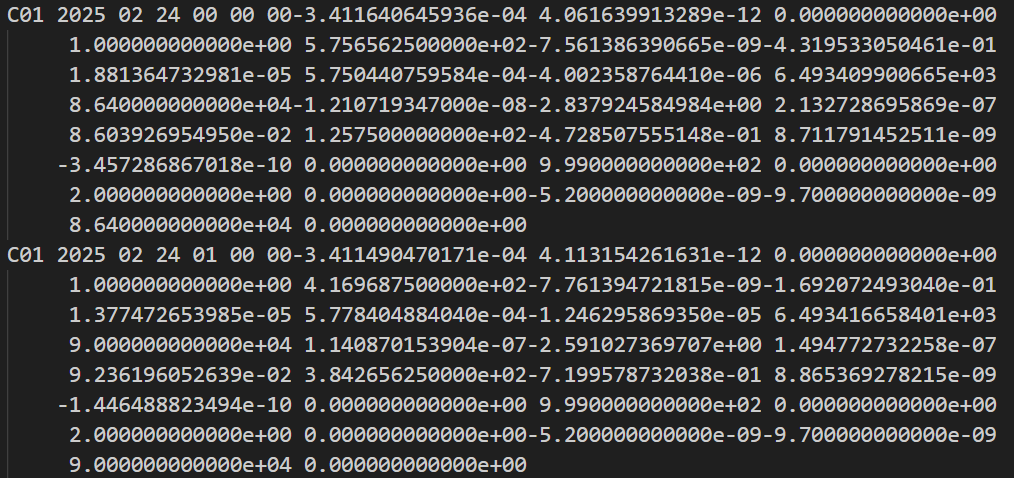 C01 2025 02 24 00 00 00-3.411640645936e-04 4.061639913289e-12 0.000000000000e+00
     1.000000000000e+00 5.756562500000e+02-7.561386390665e-09-4.319533050461e-01
     1.881364732981e-05 5.750440759584e-04-4.002358764410e-06 6.493409900665e+03
     8.640000000000e+04-1.210719347000e-08-2.837924584984e+00 2.132728695869e-07
     8.603926954950e-02 1.257500000000e+02-4.728507555148e-01 8.711791452511e-09
    -3.457286867018e-10 0.000000000000e+00 9.990000000000e+02 0.000000000000e+00
     2.000000000000e+00 0.000000000000e+00-5.200000000000e-09-9.700000000000e-09
     8.640000000000e+04 0.000000000000e+00
C01 2025 02 24 01 00 00-3.411490470171e-04 4.113154261631e-12 0.000000000000e+00
     1.000000000000e+00 4.169687500000e+02-7.761394721815e-09-1.692072493040e-01
     1.377472653985e-05 5.778404884040e-04-1.246295869350e-05 6.493416658401e+03
     9.000000000000e+04 1.140870153904e-07-2.591027369707e+00 1.494772732258e-07
     9.236196052639e-02 3.842656250000e+02-7.199578732038e-01 8.865369278215e-09
    -1.446488823494e-10 0.000000000000e+00 9.990000000000e+02 0.000000000000e+00
     2.000000000000e+00 0.000000000000e+00-5.200000000000e-09-9.700000000000e-09
     9.000000000000e+04 0.000000000000e+00